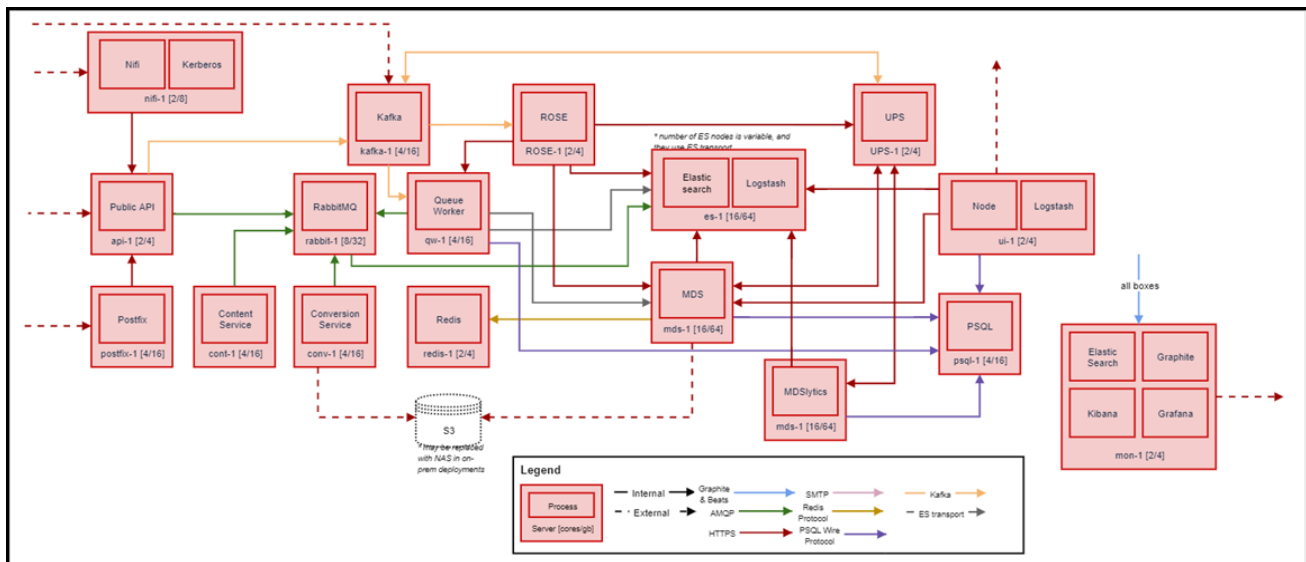 Nifi
Kerberos
nifi-1 [2/8]
Kafka
kafka-1 [4/16]
ROSE
ROSE-1 [2/4]
* number of ES nodes is variable, and
they use ES transport
UPS
UPS-1 [2/4]
Public API
api-1 [2/4]
RabbitMQ
rabbit-1 [8/32]
Queue
Worker
qw-1 [4/16]
Elastic
search
Logstash
es-1 [16/64]
Node
Logstash
ui-1 [2/4]
Postfix
postfix-1 [4/16]
Content
Service
cont-1 [4/16]
Conversion
Service
conv-1 [4/16]
Redis
redis-1 [2/4]
MDS
mds-1 [16/64]
PSQL
psql-1 [4/16]
all boxes
MDSlytics
mds-1 [16/64]
Elastic
Search
Graphite
Kibana
Grafana
mon-1 [2/4]
S3
* may be replaced
with NAS in on-
prem deployments
Legend
Process
Server [cores/gb]
Internal
External
Graphite
& Beats
AMQP
HTTPS
SMTP
Redis
Protocol
PSQL Wire
Protocol
Kafka
ES transport